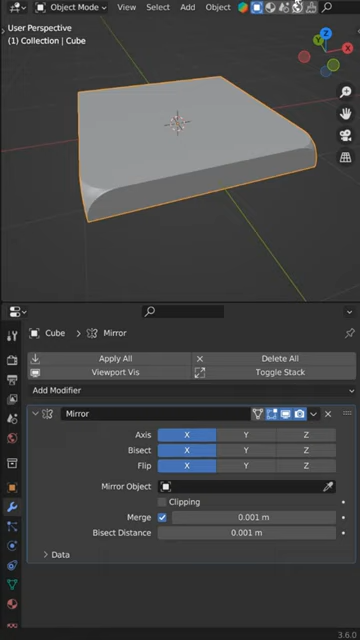 Object Mode View Select Add Object
User Perspective
(1) Collection | Cube
Z
Cube > Mirror
Apply All Delete All
Viewport Vis Toggle Stack
Add Modifier
Mirror
Axis X Y Z
Bisect X Y Z
Flip X Y Z
Mirror Object
Clipping
Merge 0.001 m
Bisect Distance 0.001 m
> Data
3.6.0